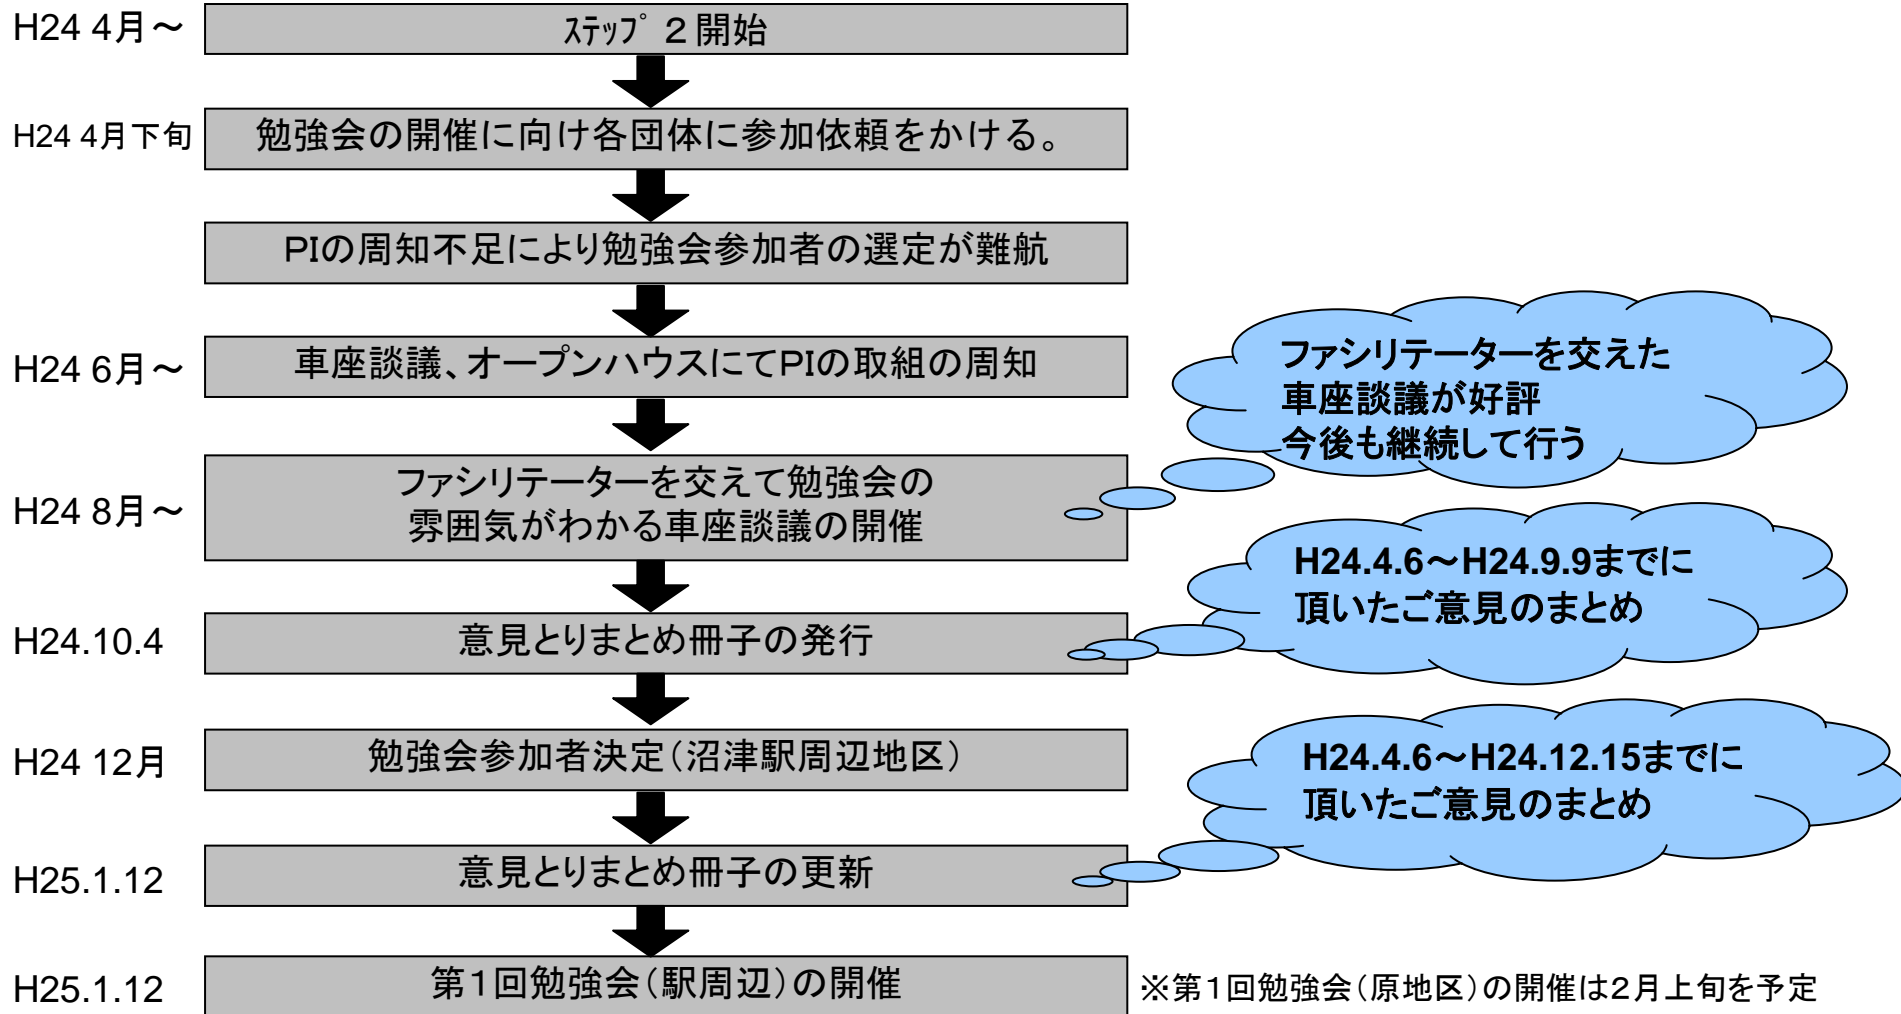 H24 4月～
ｽﾃｯﾌﾟ 2開始
H24 4月下旬
勉強会の開催に向け各団体に参加依頼をかける。
PIの周知不足により勉強会参加者の選定が難航
H24 6月～
車座談議、オープンハウスにてPIの取組の周知
ファシリテーターを交えた
車座談議が好評
今後も継続して行う
H24 8月～
ファシリテーターを交えて勉強会の
雰囲気がわかる車座談議の開催
H24.4.6～H24.9.9までに
頂いたご意見のまとめ
H24.10.4
意見とりまとめ冊子の発行
H24 12月
勉強会参加者決定（沼津駅周辺地区）
H24.4.6～H24.12.15までに
頂いたご意見のまとめ
H25.1.12
意見とりまとめ冊子の更新
H25.1.12
第1回勉強会（駅周辺）の開催
※第1回勉強会（原地区）の開催は2月上旬を予定